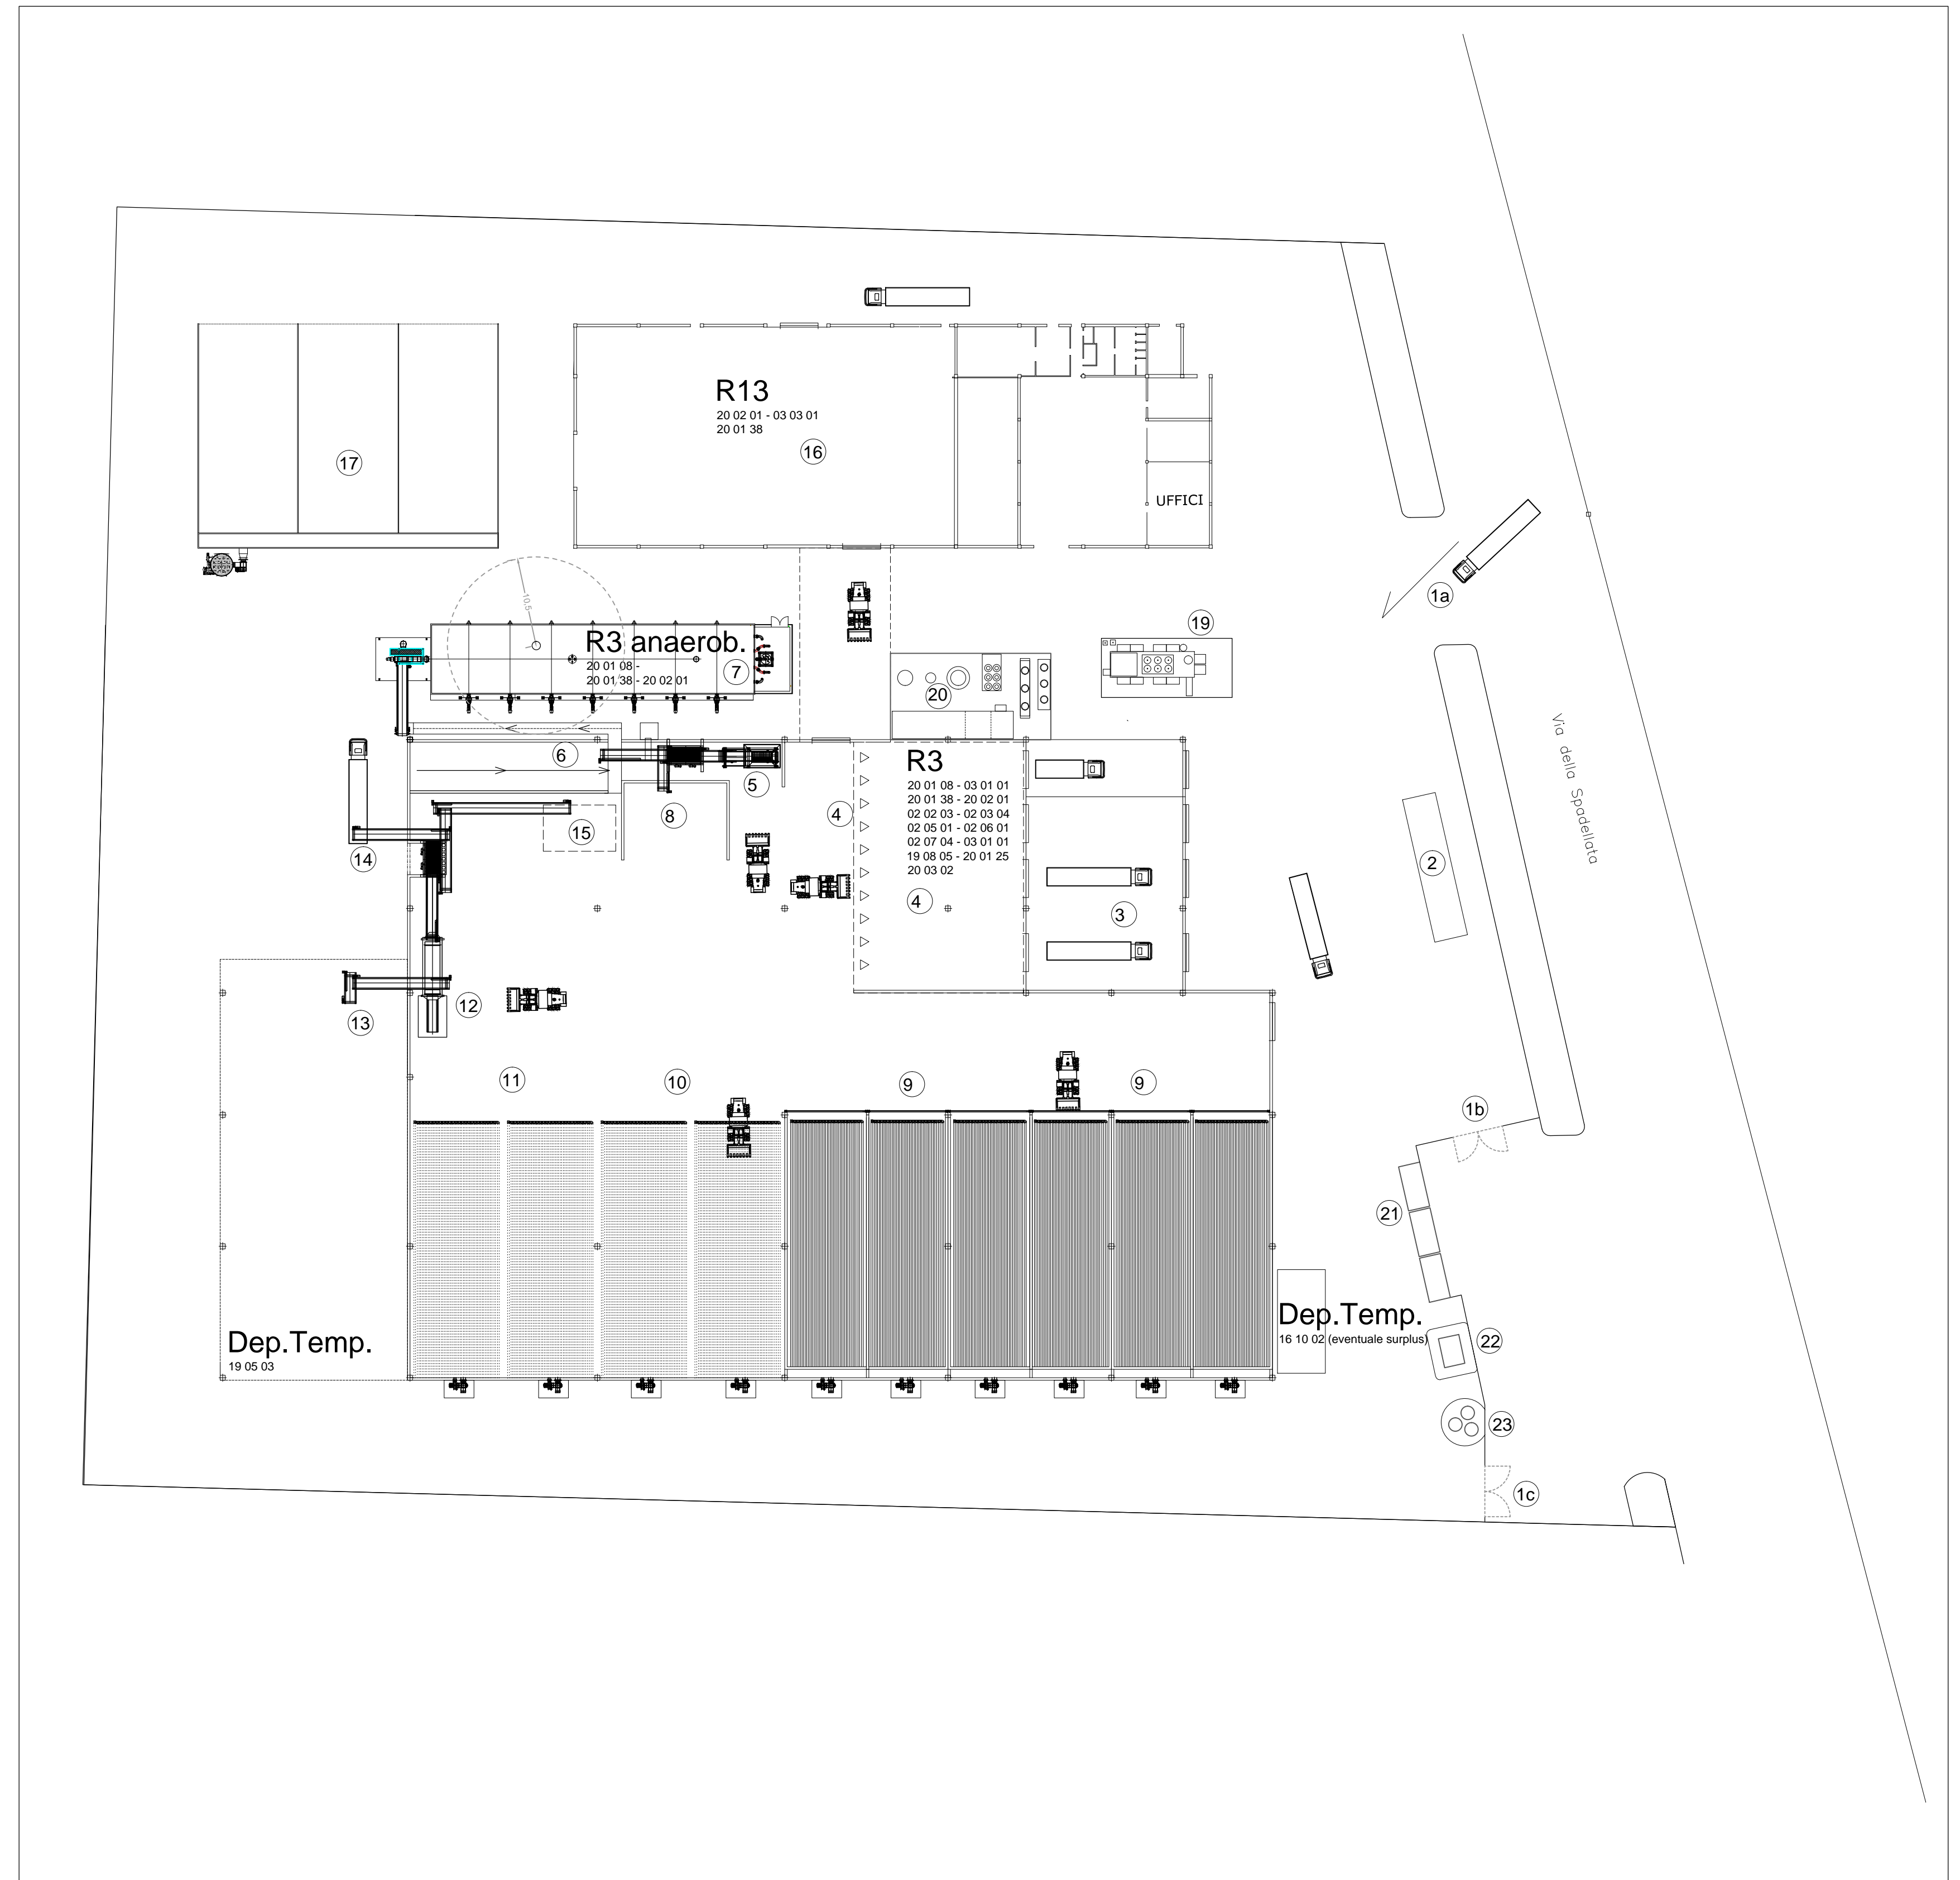 R13
20 02 01 - 03 03 01
20 01 38
16
17
UFFICI
1a
10.5
R3 anaerob.
20 01 08 -
20 01 38 - 20 02 01
7
19
20
6
5
8
15
14
4
R3
20 01 08 - 03 01 01
20 01 38 - 20 02 01
02 02 03 - 02 03 04
02 05 01 - 02 06 01
02 07 04 - 03 01 01
19 08 05 - 20 01 25
20 03 02
4
3
2
Via della Spadellata
12
13
11
10
9
9
1b
21
Dep.Temp.
19 05 03
Dep.Temp.
16 10 02 (eventuale surplus)
22
23
1c